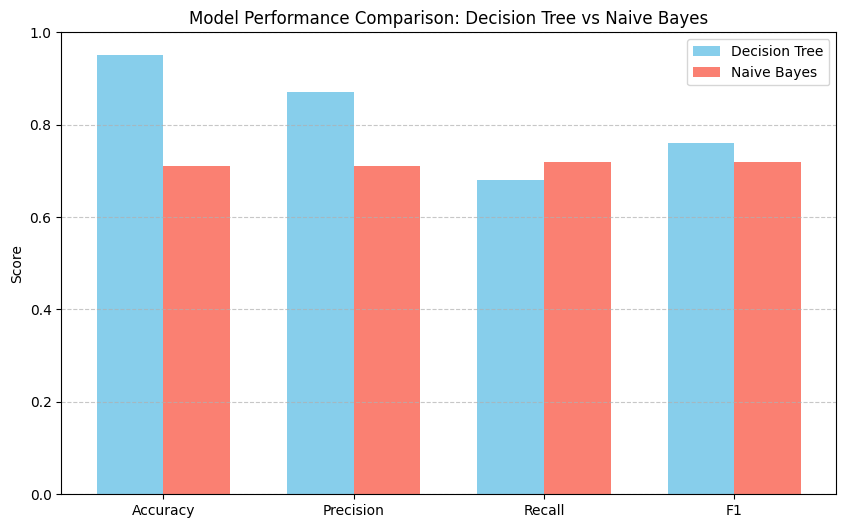 Model Performance Comparison: Decision Tree vs Naive Bayes
Decision Tree
Naive Bayes
1.0
0.8
0.6
0.4
0.2
0.0
Score
Accuracy
Precision
Recall
F1